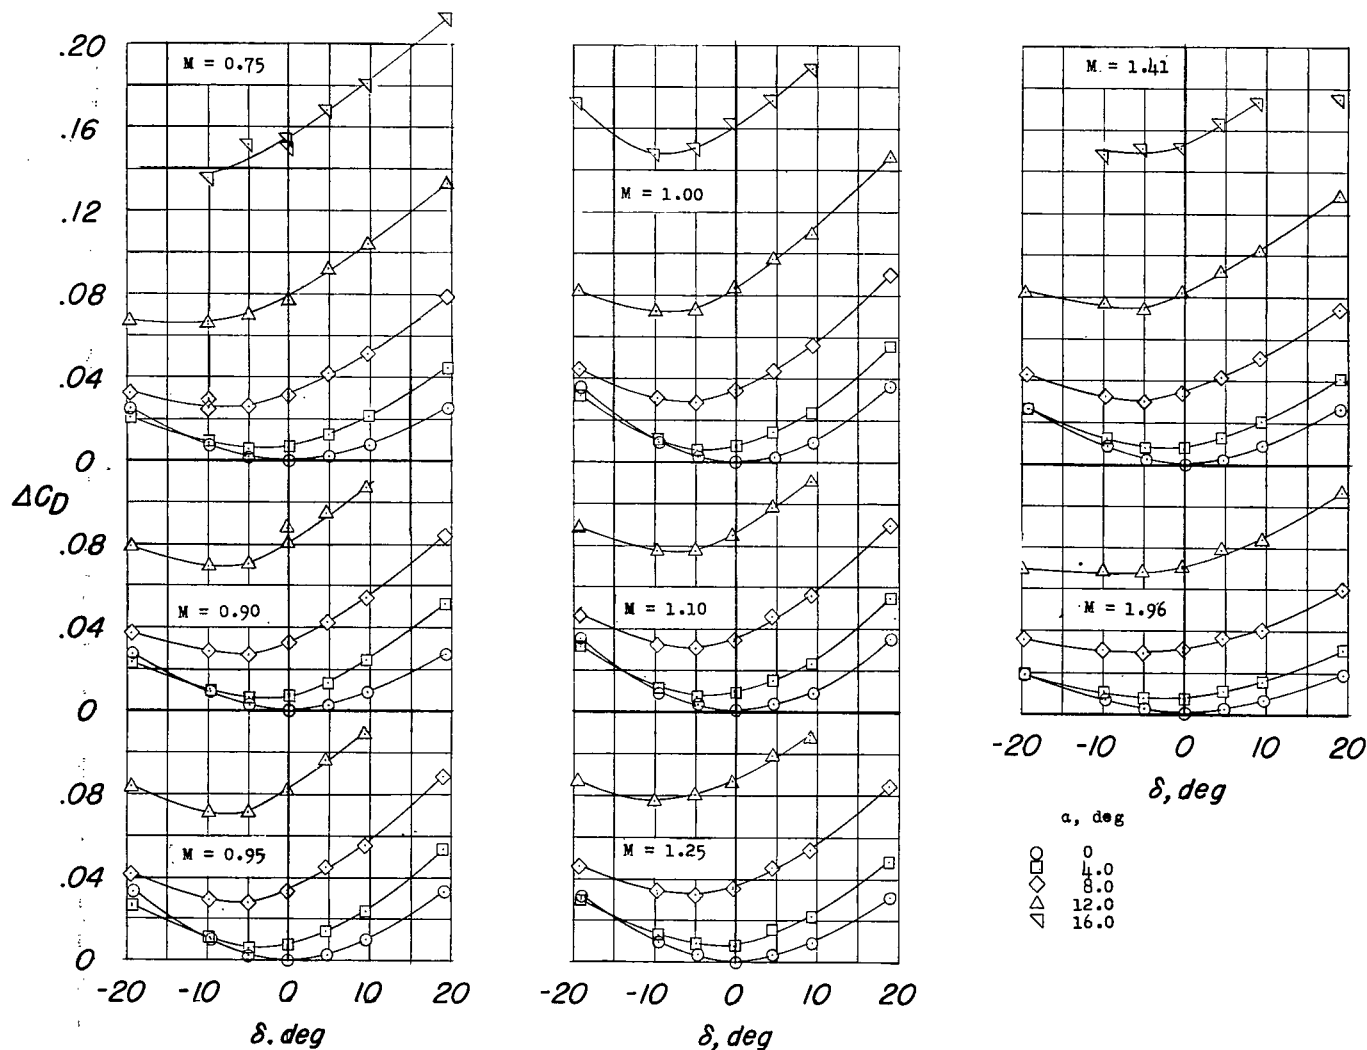 .20
.16
.12
.08
.04
0
ΔCD
.08
.04
0
.08
.04
0
M = 0.75
M = 0.90
M = 0.95
-20 -10 0 10 20
δ. deg
M = 1.00
M = 1.10
M = 1.25
-20 -10 0 10 20
δ, deg
M = 1.41
M = 1.96
-20 -10 0 10 20
δ, deg
α, deg
0
4.0
8.0
12.0
16.0